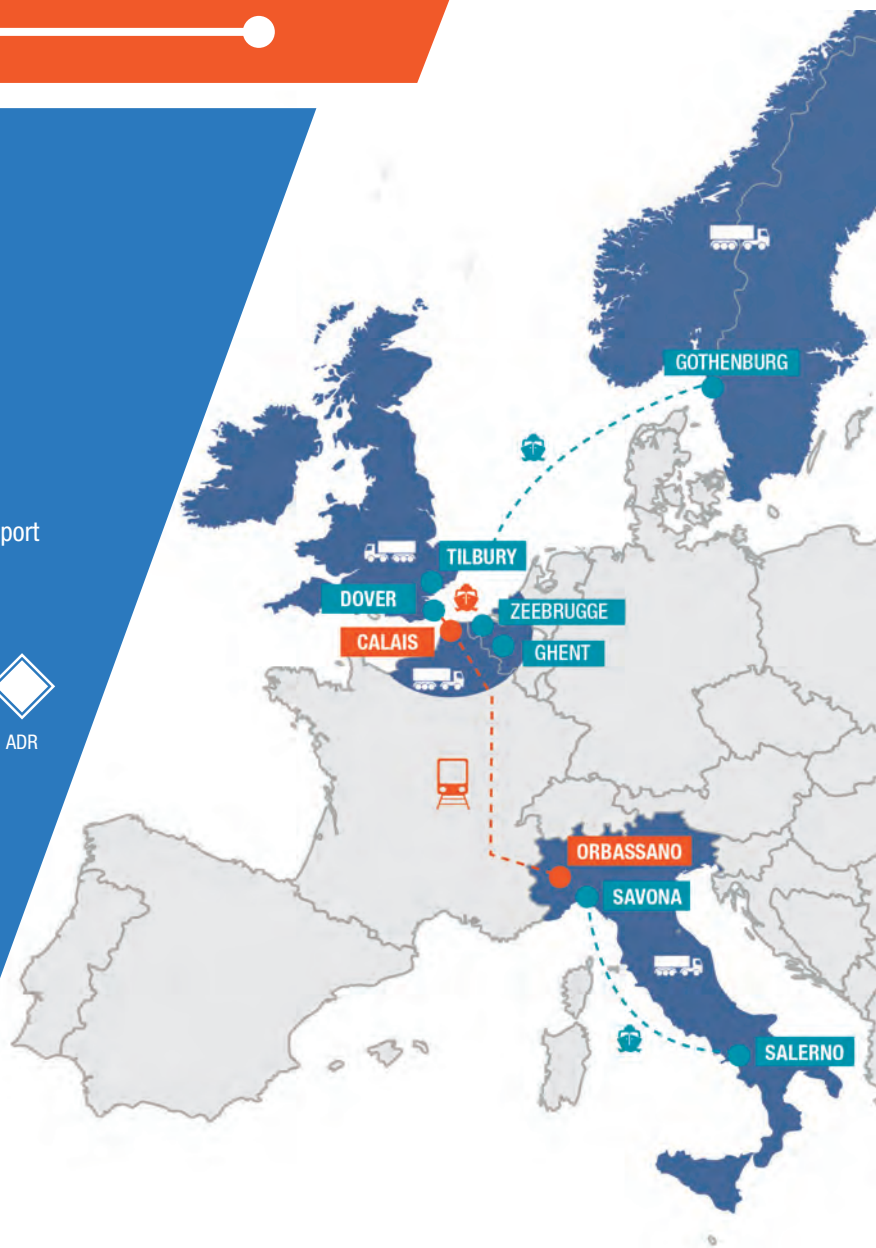 GOTHENBURG
port
TILBURY
DOVER
ZEEBRUGGE
CALAIS
GHENT
ADR
ORBASSANO
SAVONA
SALERNO